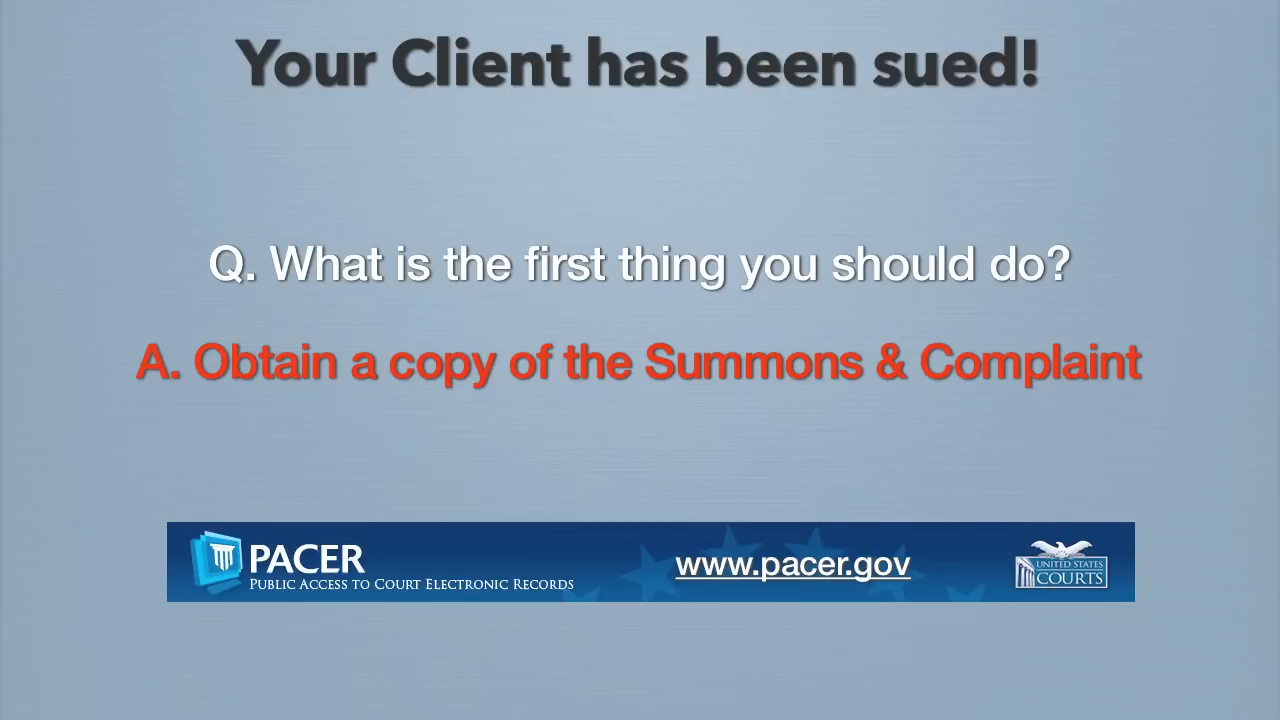 Your Client has been sued!
Q. What is the first thing you should do?
A. Obtain a copy of the Summons & Complaint
PACER
PUBLIC ACCESS TO COURT ELECTRONIC RECORDS
www.pacer.gov
UNITED STATES
COURTS